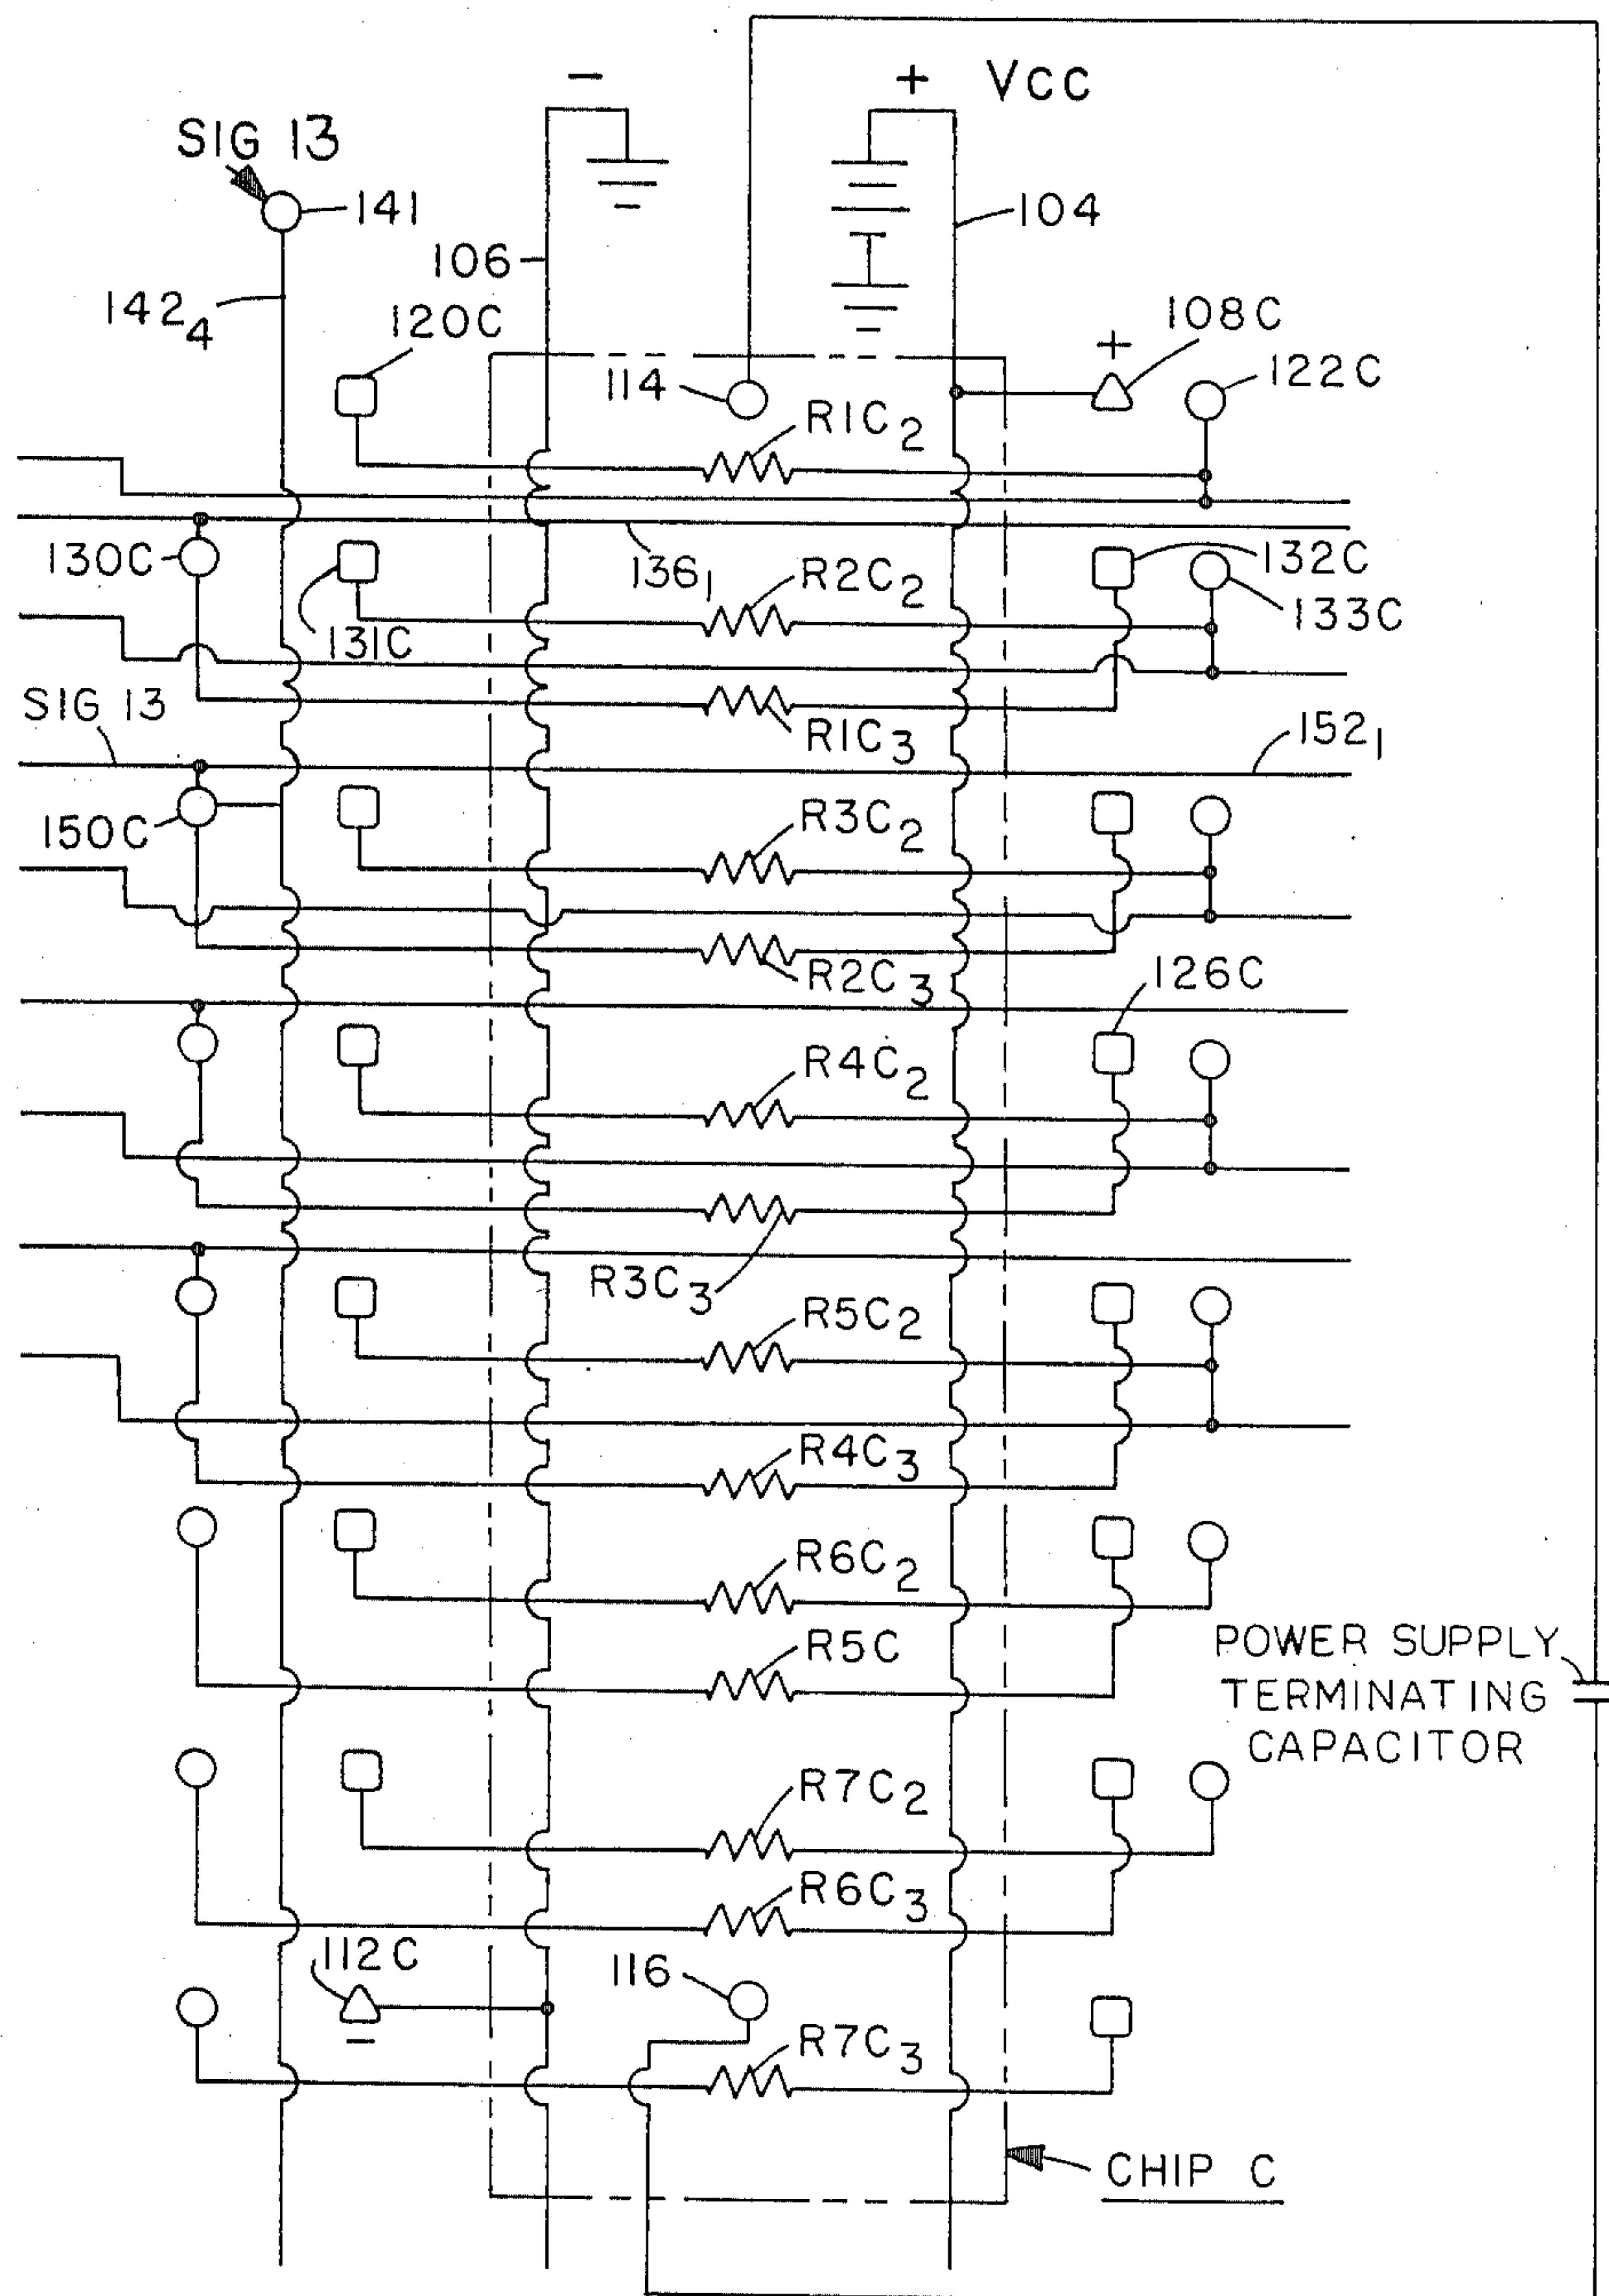 - + VCC
SIG 13
141
104
106
142₄
120C
108C
+
114
122C
R1C₂
130C
136₁
R2C₂
132C
131C
133C
SIG 13
R1C₃
152₁
150C
R3C₂
R2C₃
126C
R4C₂
R3C₃
R5C₂
R4C₃
R6C₂
R5C
POWER SUPPLY
TERMINATING
CAPACITOR
R7C₂
R6C₃
112C
116
-
R7C₃
CHIP C